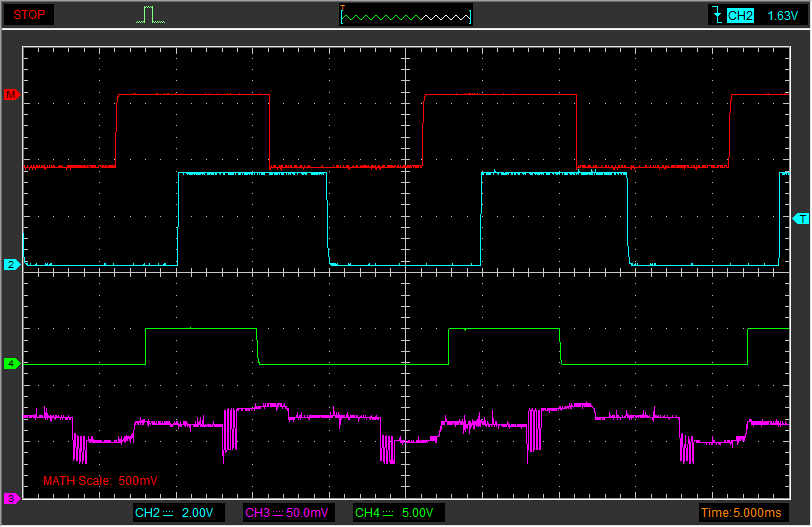 STOP
T
CH2 1.63V
M
T
2
4
3
MATH Scale: 500mV
CH2 2.00V CH3 50.0mV CH4 5.00V Time:5.000ms